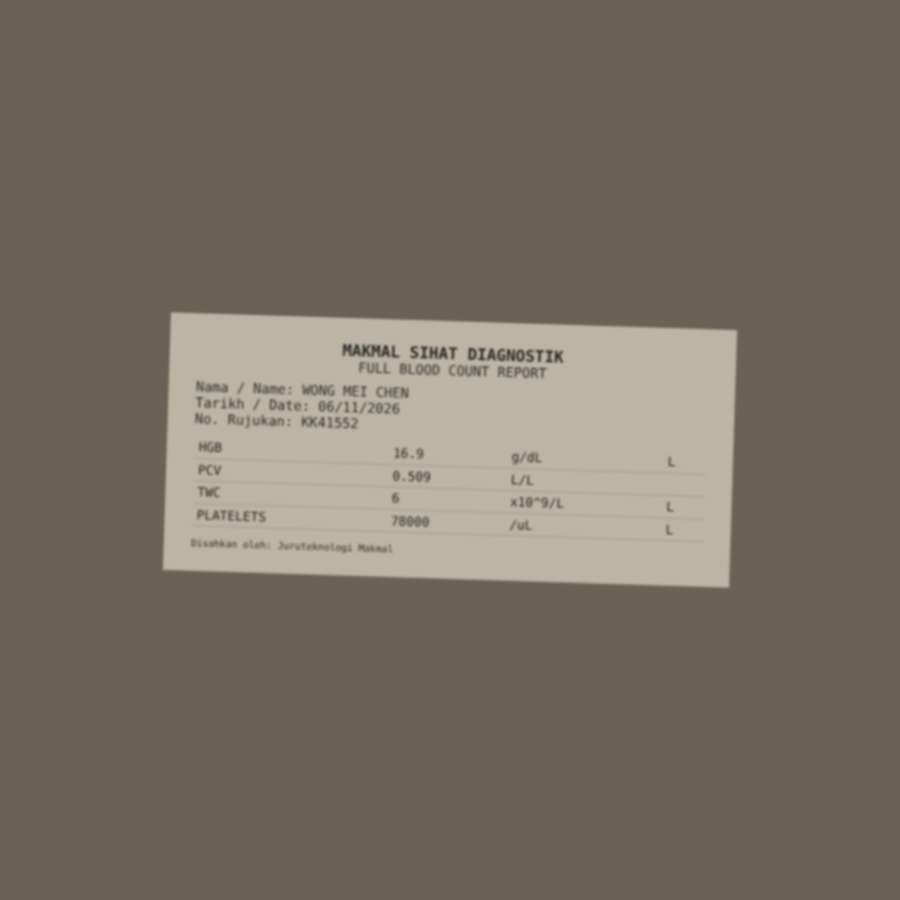 MAKMAL SIHAT DIAGNOSTIK
FULL BLOOD COUNT REPORT
Nama / Name: WONG MEI CHEN
Tarikh / Date: 06/11/2026
No. Rujukan: KK41552
HGB 16.9 g/dL L
PCV 0.509 L/L
TWC 6 x10^9/L L
PLATELETS 78000 /uL L
Disahkan oleh: Juruteknologi Makmal